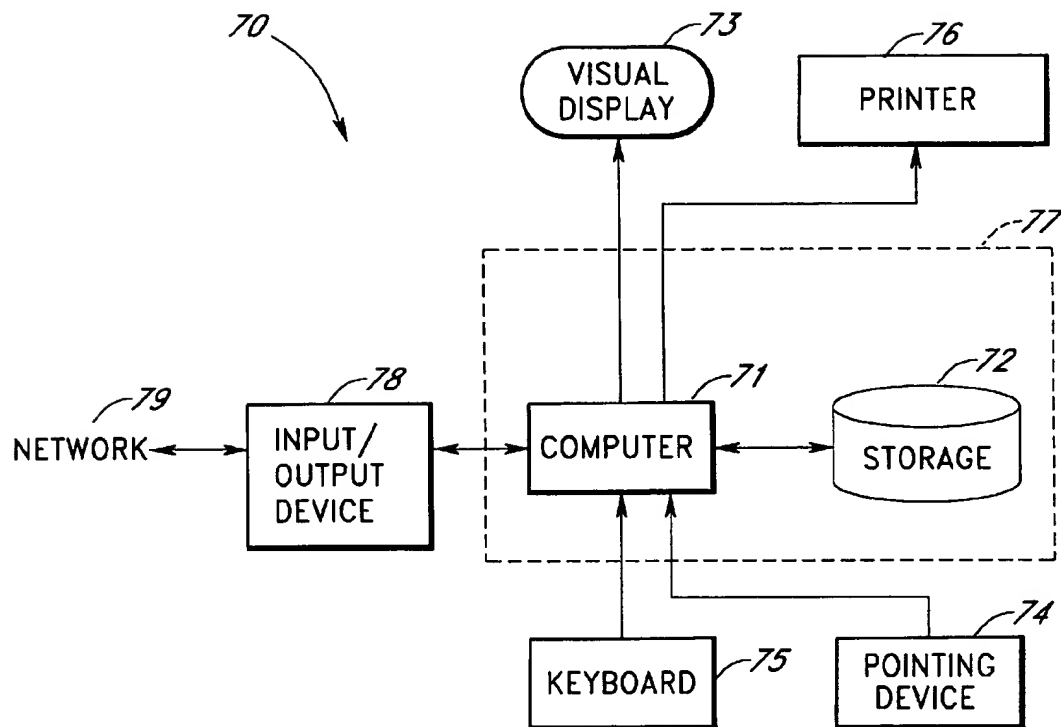 70
73
VISUAL
DISPLAY
76
PRINTER
77
79
NETWORK
78
INPUT/
OUTPUT
DEVICE
71
COMPUTER
72
STORAGE
KEYBOARD
75
74
POINTING
DEVICE